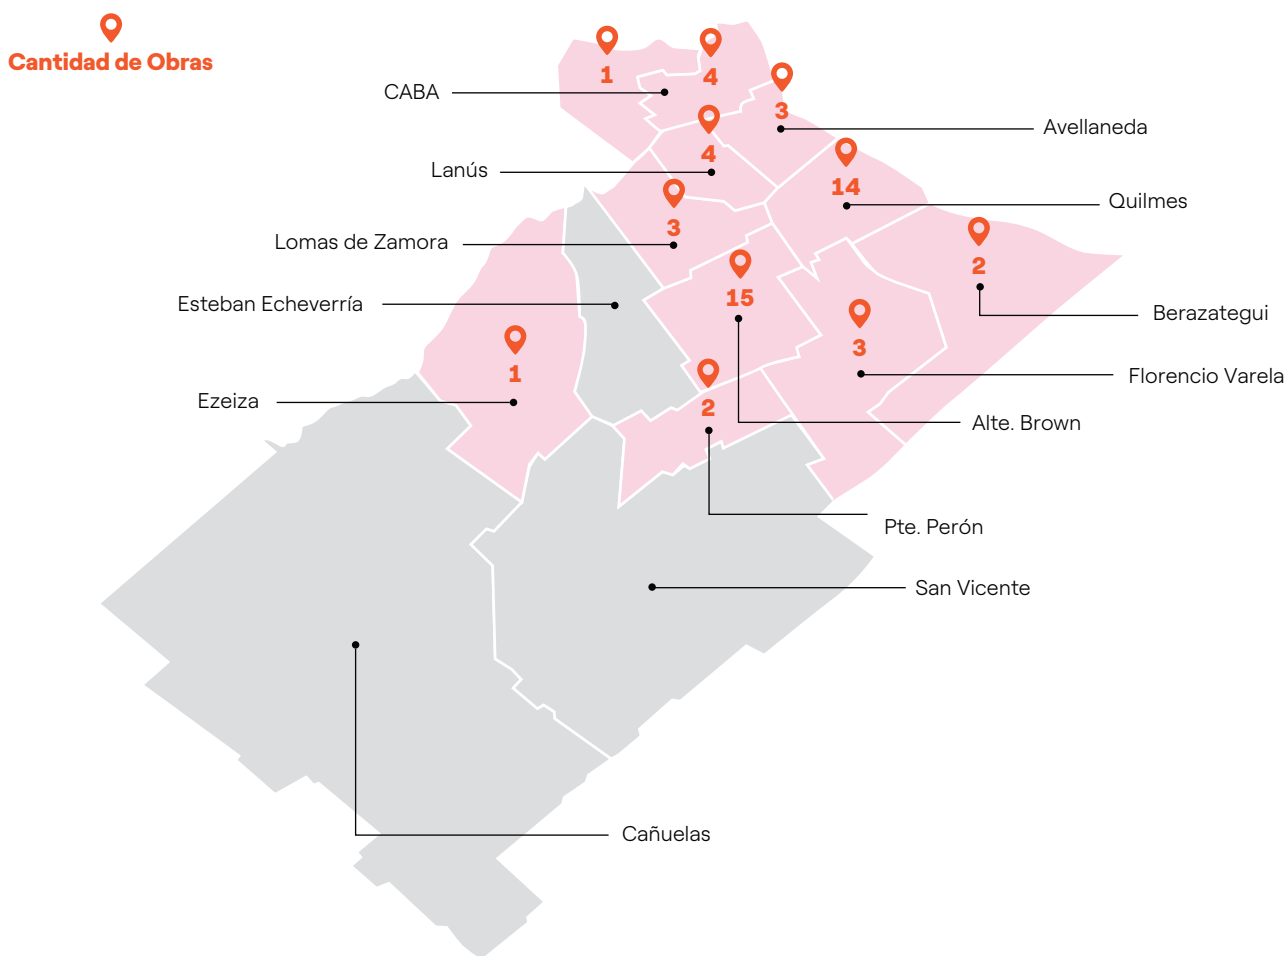 Cantidad de Obras
1
4
CABA
3
Avellaneda
4
Lanús
14
Quilmes
3
Lomas de Zamora
2
15
Esteban Echeverría
Berazategui
3
1
Florencio Varela
Ezeiza
2
Alte. Brown
Pte. Perón
San Vicente
Cañuelas